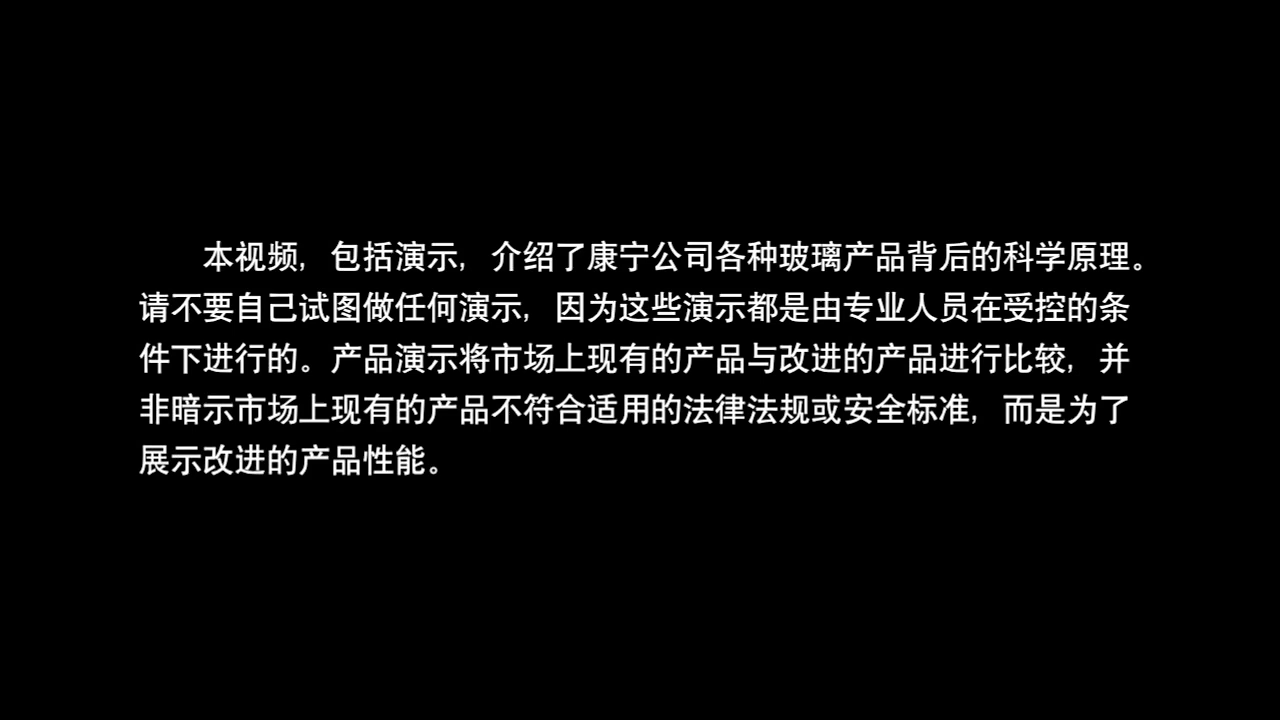 本视频，包括演示，介绍了康宁公司各种玻璃产品背后的科学原理。
请不要自己试图做任何演示，因为这些演示都是由专业人员在受控的条
件下进行的。产品演示将市场上现有的产品与改进的产品进行比较，并
非暗示市场上现有的产品不符合适用的法律法规或安全标准，而是为了
展示改进的产品性能。